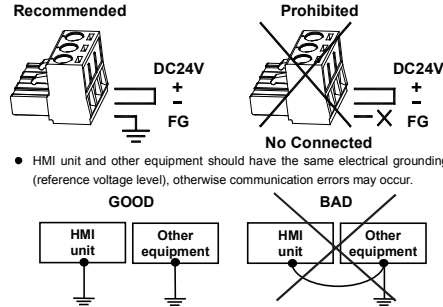 Recommended Prohibited
DC24V DC24V
+ +
- -
FG X FG
No Connected
● HMI unit and other equipment should have the same electrical grounding
(reference voltage level), otherwise communication errors may occur.
GOOD BAD
HMI Other HMI Other
unit equipment unit equipment